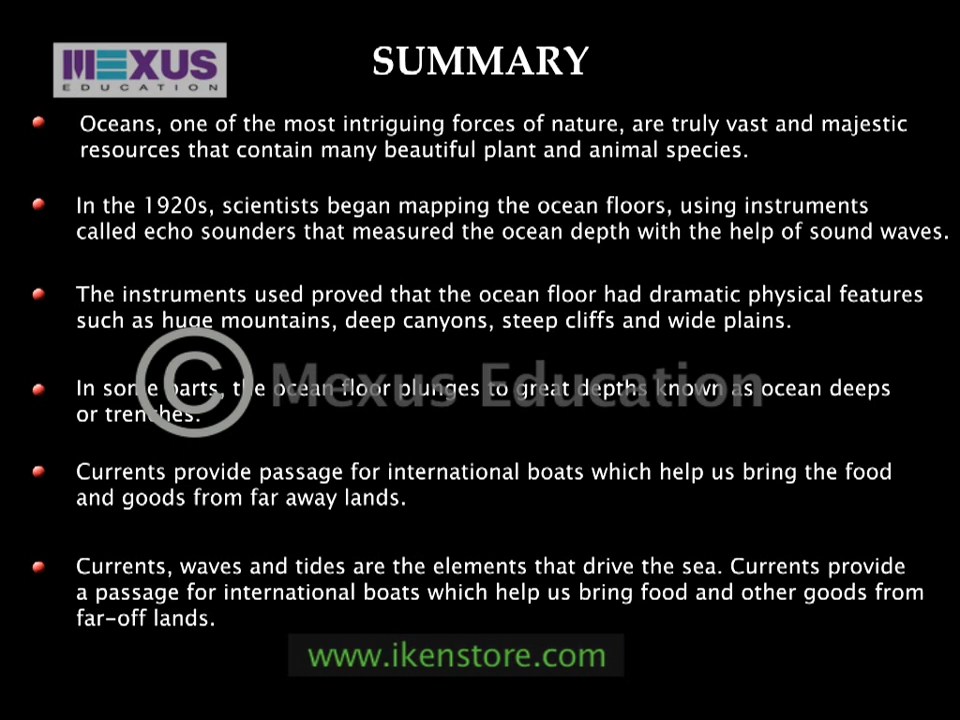 MEXUS
EDUCATION
SUMMARY
Oceans, one of the most intriguing forces of nature, are truly vast and majestic
resources that contain many beautiful plant and animal species.
In the 1920s, scientists began mapping the ocean floors, using instruments
called echo sounders that measured the ocean depth with the help of sound waves.
The instruments used proved that the ocean floor had dramatic physical features
such as huge mountains, deep canyons, steep cliffs and wide plains.
In some parts, the ocean floor plunges to great depths known as ocean deeps
or trenches.
© Mexus Education
Currents provide passage for international boats which help us bring the food
and goods from far away lands.
Currents, waves and tides are the elements that drive the sea. Currents provide
a passage for international boats which help us bring food and other goods from
far-off lands.
www.ikenstore.com